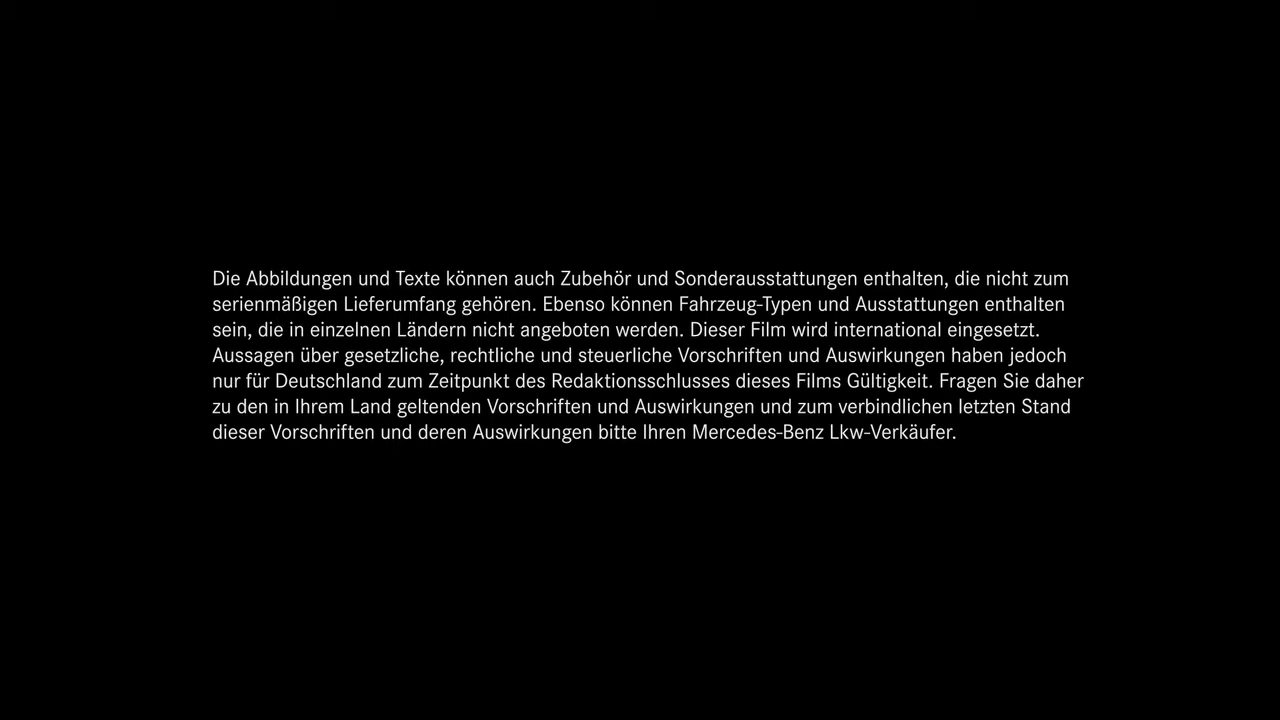 Die Abbildungen und Texte können auch Zubehör und Sonderausstattungen enthalten, die nicht zum
serienmäßigen Lieferumfang gehören. Ebenso können Fahrzeug-Typen und Ausstattungen enthalten
sein, die in einzelnen Ländern nicht angeboten werden. Dieser Film wird international eingesetzt.
Aussagen über gesetzliche, rechtliche und steuerliche Vorschriften und Auswirkungen haben jedoch
nur für Deutschland zum Zeitpunkt des Redaktionsschlusses dieses Films Gültigkeit. Fragen Sie daher
zu den in Ihrem Land geltenden Vorschriften und Auswirkungen und zum verbindlichen letzten Stand
dieser Vorschriften und deren Auswirkungen bitte Ihren Mercedes-Benz Lkw-Verkäufer.